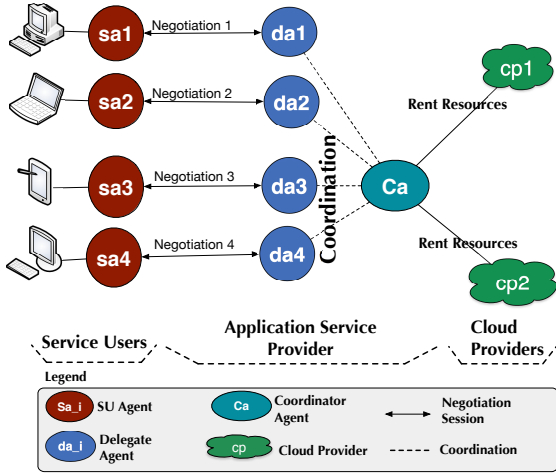 Negotiation 1
sa1
da1
cp1
Negotiation 2
sa2
da2
Rent Resources
Coordination
Negotiation 3
sa3
da3
Ca
Negotiation 4
sa4
da4
Rent Resources
cp2
Service Users
Application Service
Provider
Cloud
Providers
Legend
Sa_i
SU Agent
Ca
Coordinator
Agent
Negotiation
Session
da_i
Delegate
Agent
cp
Cloud Provider
Coordination